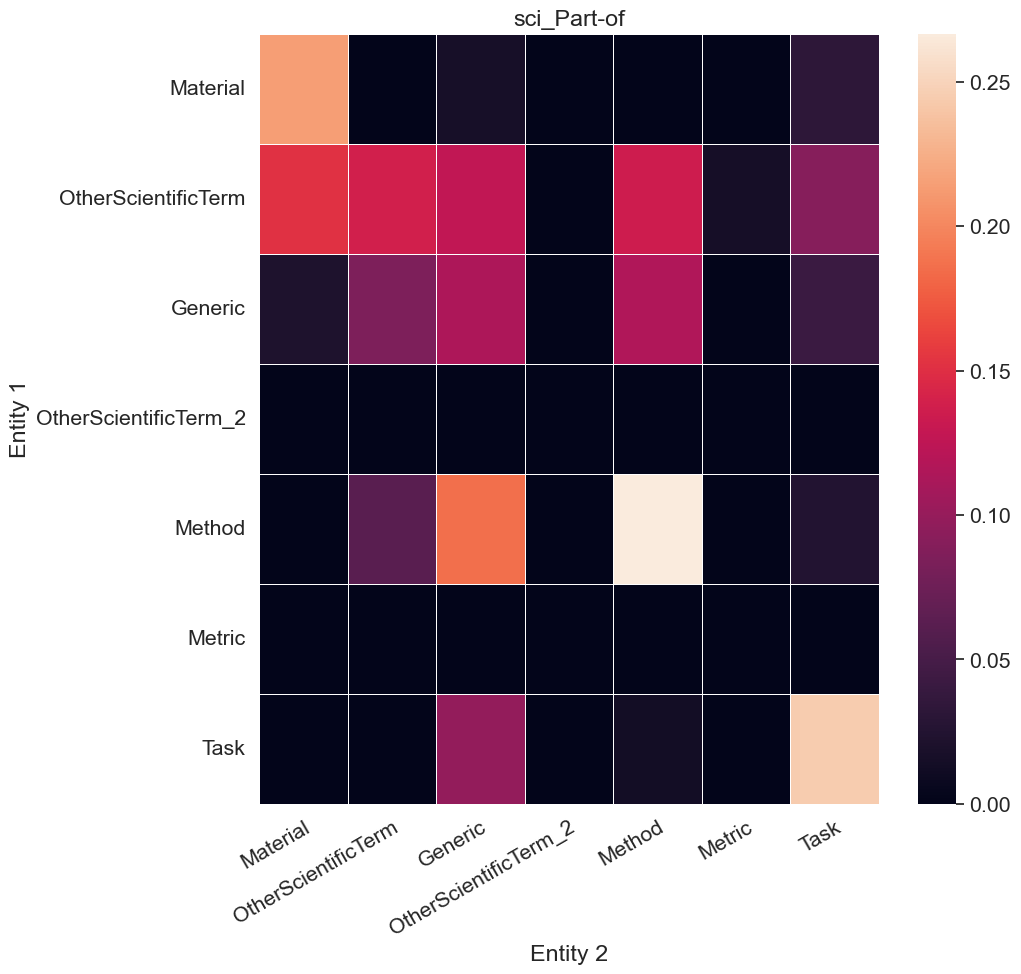 sci_Part-of
Material
OtherScientificTerm
Generic
OtherScientificTerm_2
Method
Metric
Task
Entity 1
Material
OtherScientificTerm
Generic
OtherScientificTerm_2
Method
Metric
Task
Entity 2
0.25
0.20
0.15
0.10
0.05
0.00